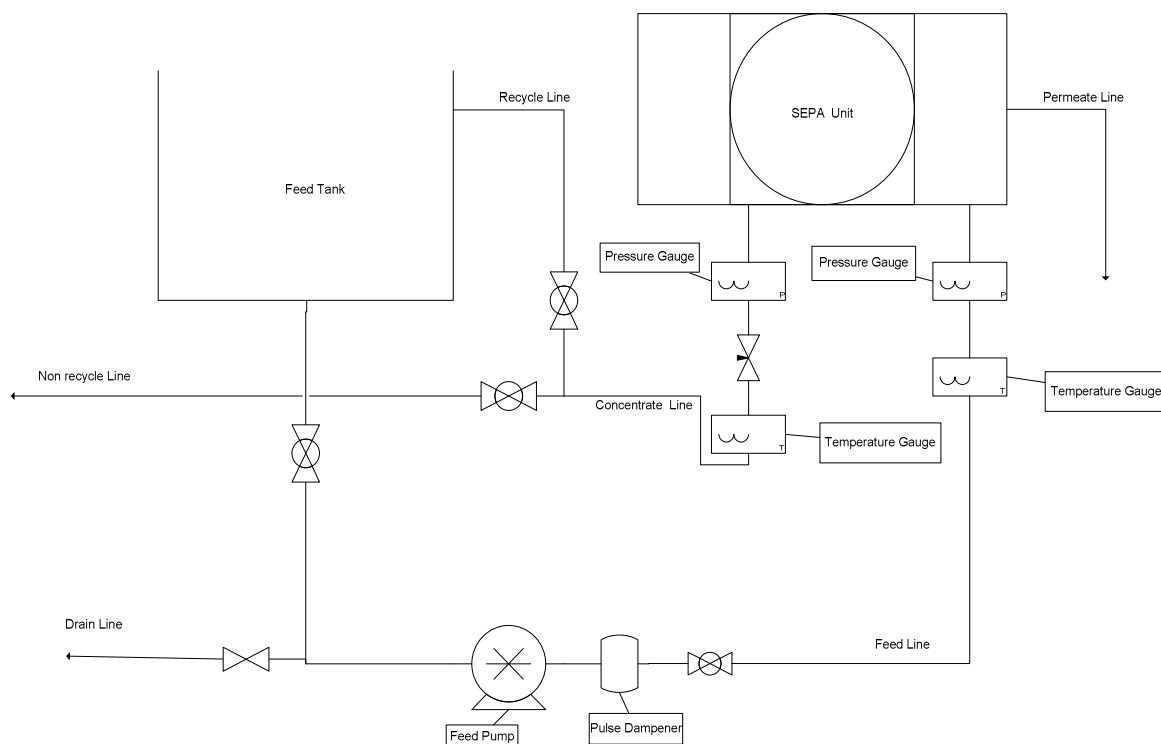 Recycle Line
Permeate Line
SEPA Unit
Feed Tank
Pressure Gauge
Pressure Gauge
P
P
Non recycle Line
Concentrate Line
T
Temperature Gauge
T
Temperature Gauge
Drain Line
Feed Line
Feed Pump
Pulse Dampener